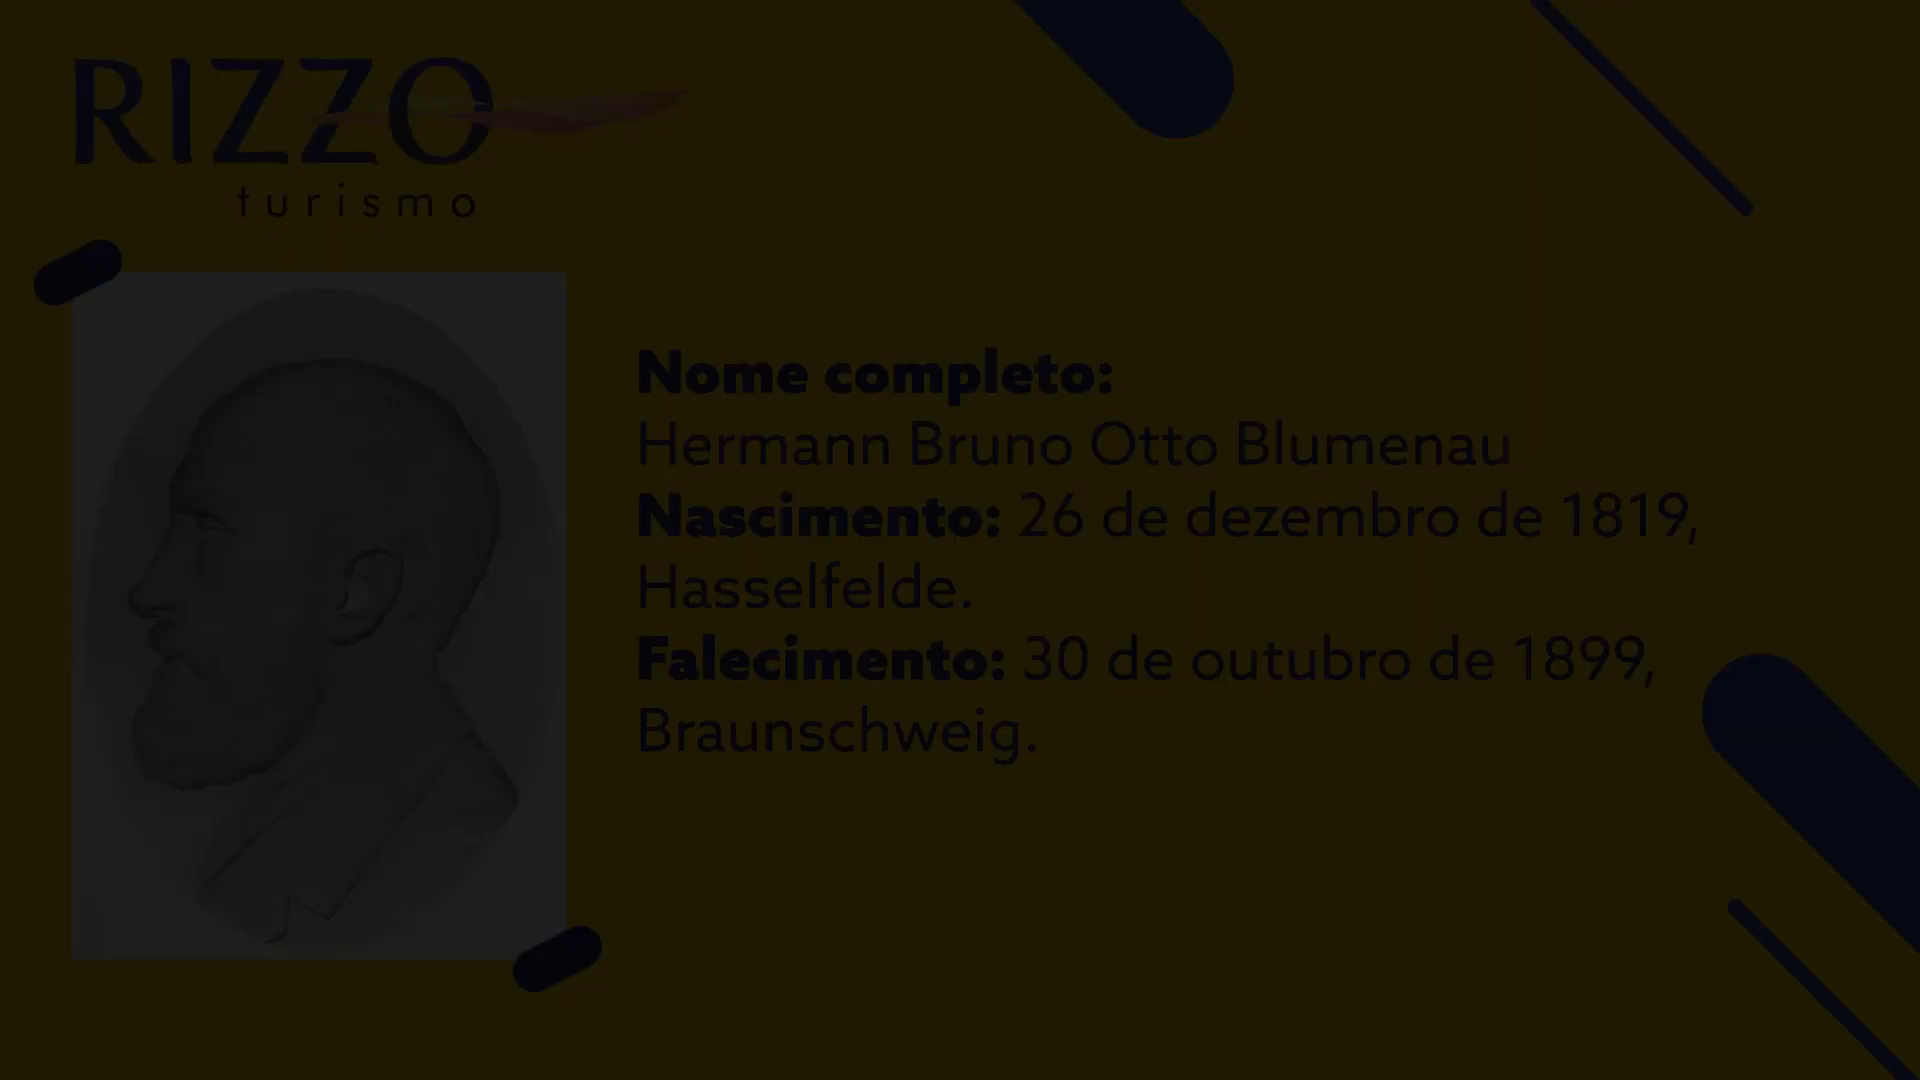 RIZZO
turismo
Nome completo:
Hermann Bruno Otto Blumenau
Nascimento: 26 de dezembro de 1819,
Hasselfelde.
Falecimento: 30 de outubro de 1899,
Braunschweig.